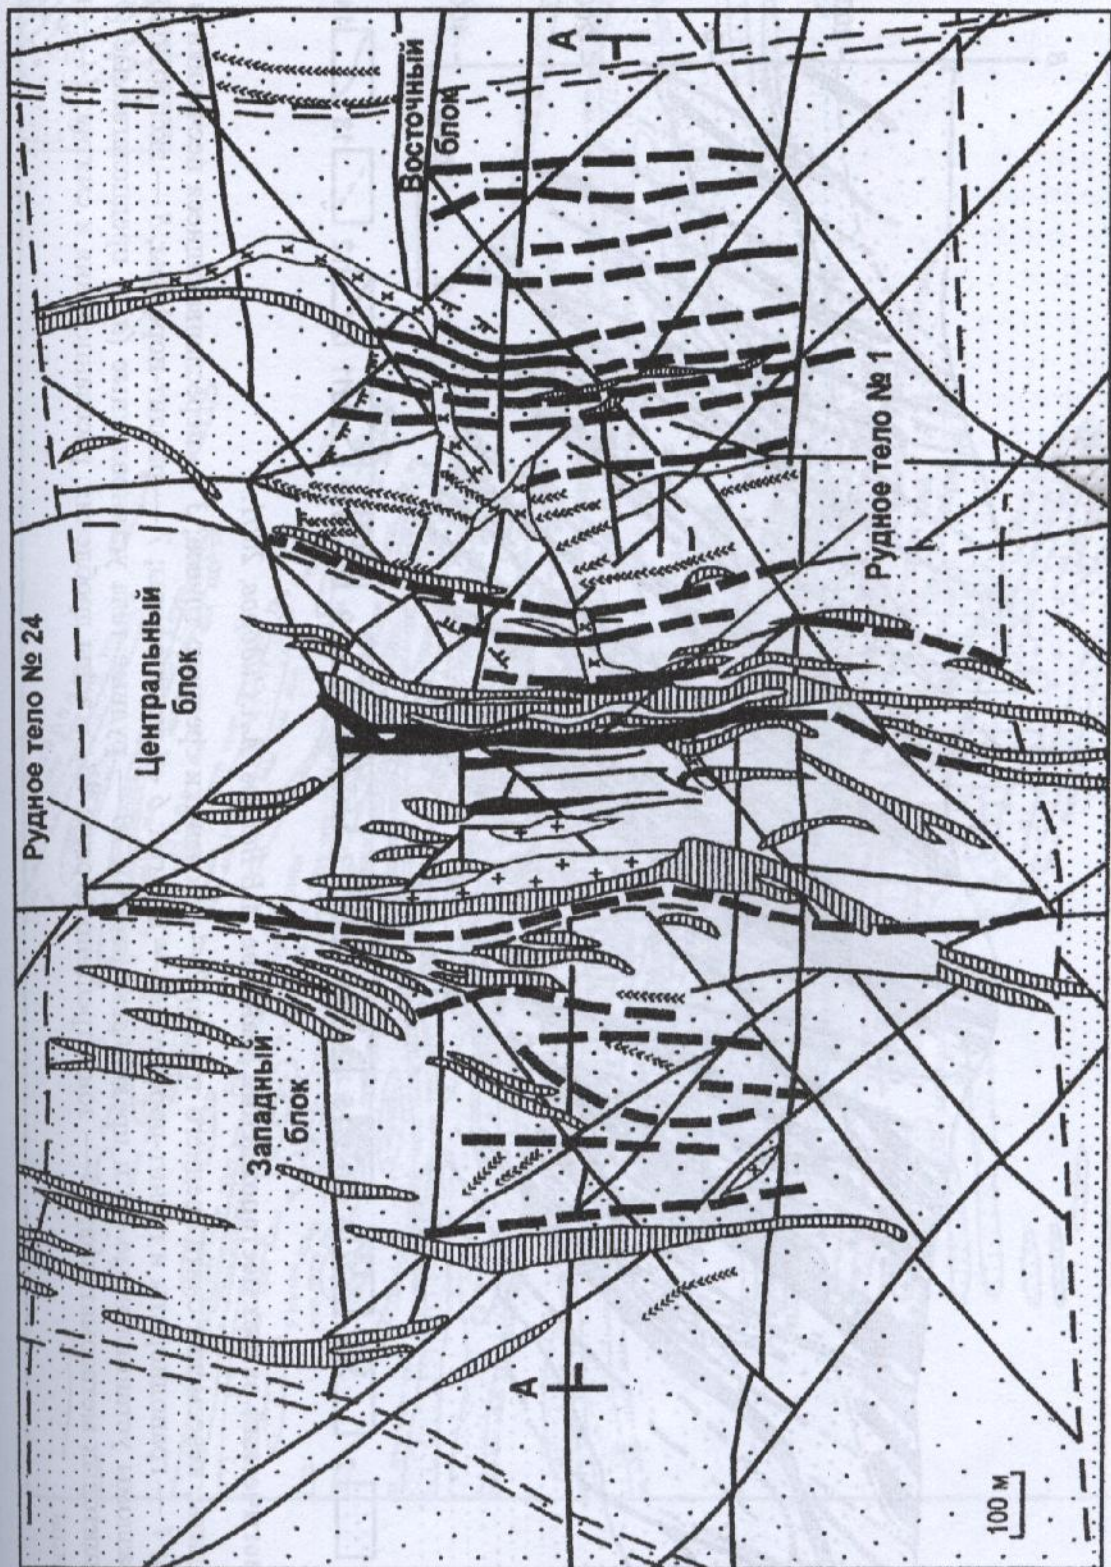 Рудное тело № 24
Центральный
блок
Западный
блок
Восточный
блок
Рудное тело № 1
А
А
100 м